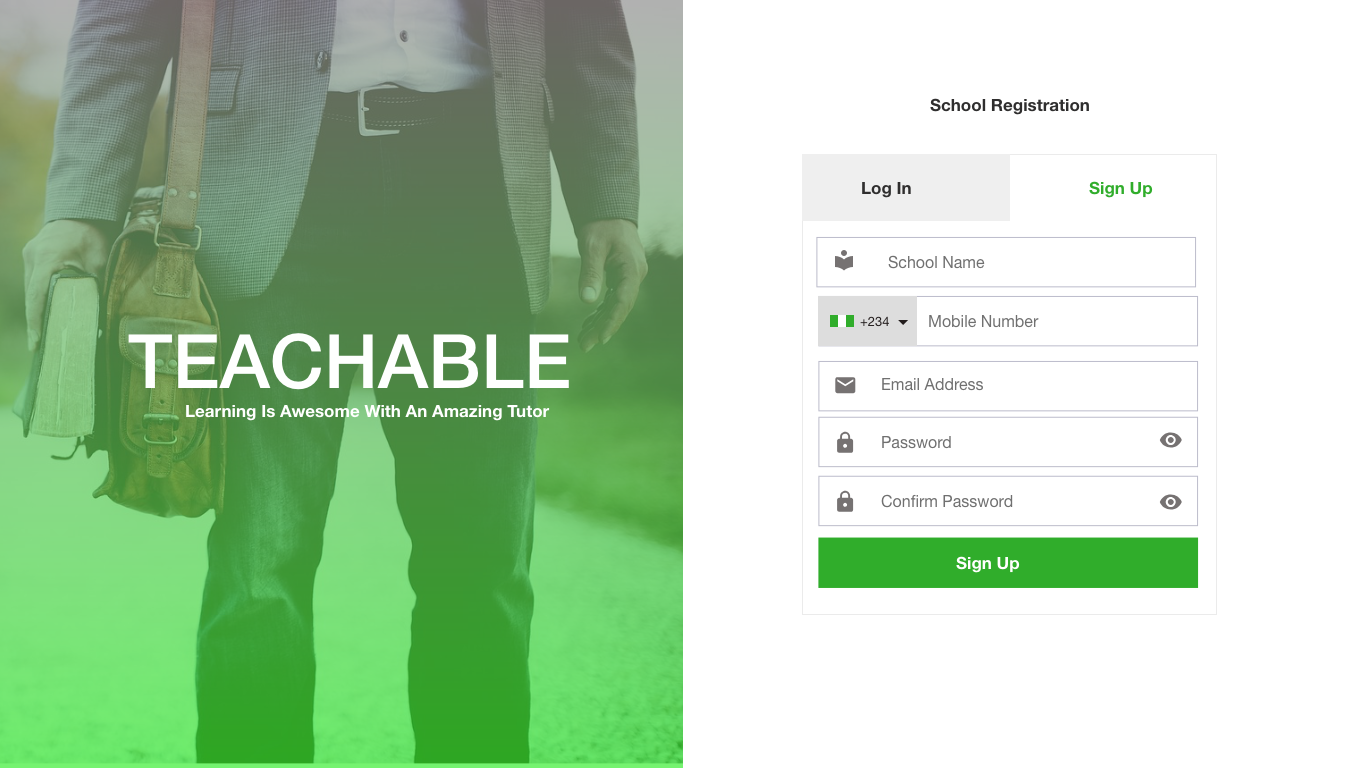 TEACHABLE
Learning Is Awesome With An Amazing Tutor
School Registration
Log In
Sign Up
School Name
+234
Mobile Number
Email Address
Password
Confirm Password
Sign Up